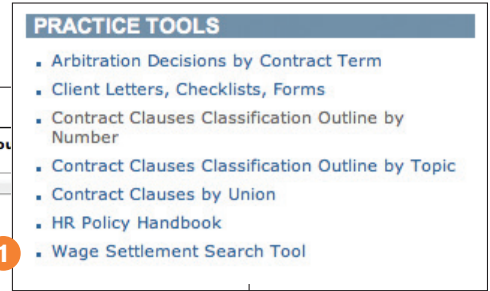 PRACTICE TOOLS
Arbitration Decisions by Contract Term
Client Letters, Checklists, Forms
Contract Clauses Classification Outline by
Number
ou
Contract Clauses Classification Outline by Topic
Contract Clauses by Union
HR Policy Handbook
1
Wage Settlement Search Tool